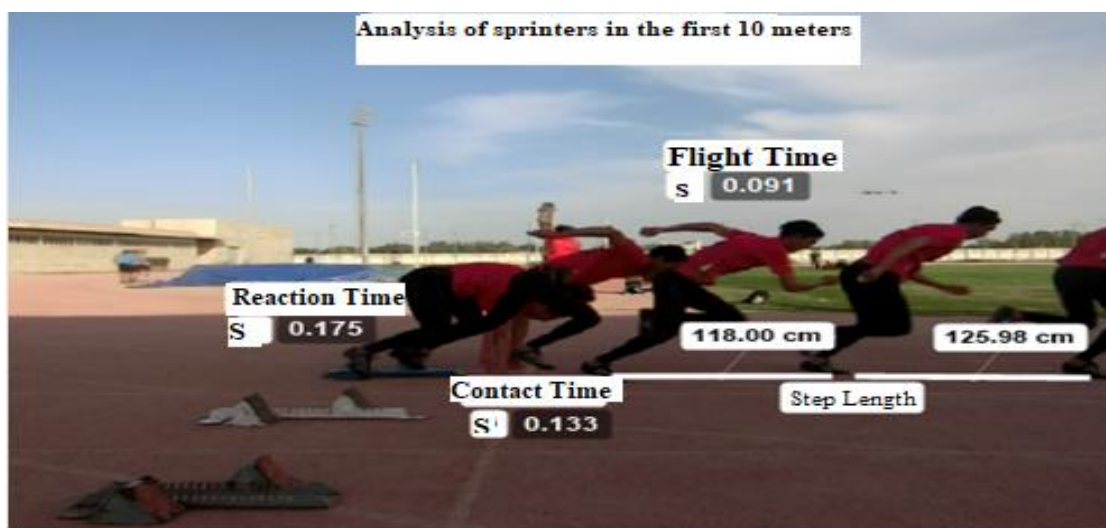 Analysis of sprinters in the first 10 meters
Flight Time
S 0.091
Reaction Time
S 0.175
118.00 cm
125.98 cm
Contact Time
S 0.133
Step Length